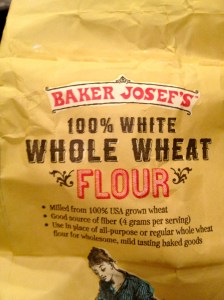 BAKER JOSEF'S
100% WHITE
WHOLE WHEAT
FLOUR
• Milled from 100% USA grown wheat
• Good source of fiber (4 grams per serving)
• Use in place of all-purpose or regular whole wheat
flour for wholesome, mild tasting baked goods